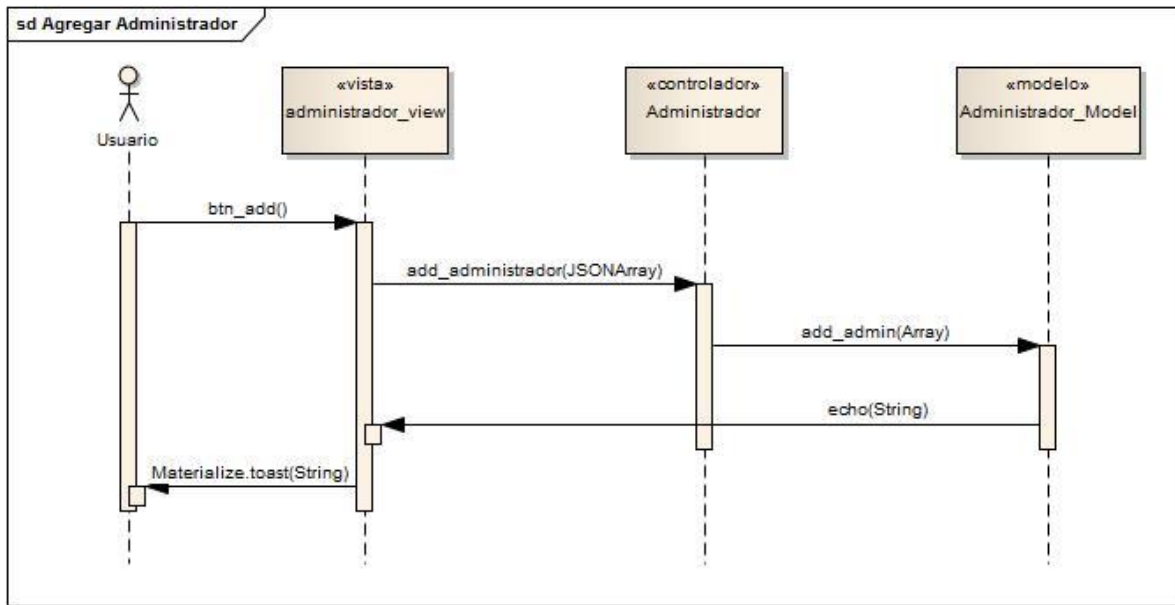 sd Agregar Administrador
Usuario
«vista»
administrador_view
«controlador»
Administrador
«modelo»
Administrador_Model
btn_add()
add_administrador(JSONArray)
add_admin(Array)
echo(String)
Materialize.toast(String)